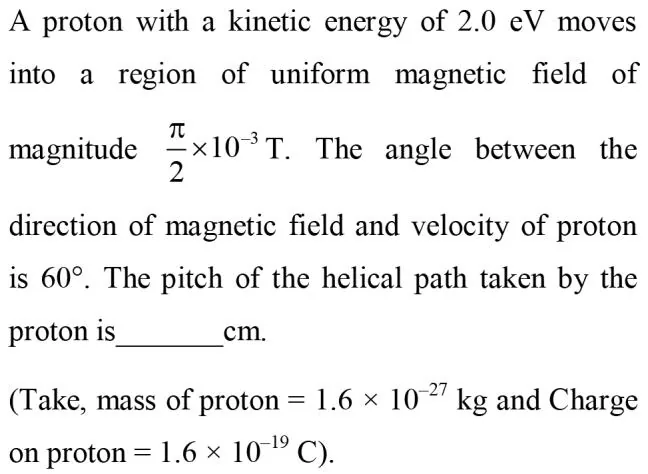 A proton with a kinetic energy of 2.0 eV moves
into a region of uniform magnetic field of
magnitude π/2 ×10⁻³ T. The angle between the
direction of magnetic field and velocity of proton
is 60°. The pitch of the helical path taken by the
proton is________cm.
(Take, mass of proton = 1.6 × 10⁻²⁷ kg and Charge
on proton = 1.6 × 10⁻¹⁹ C).